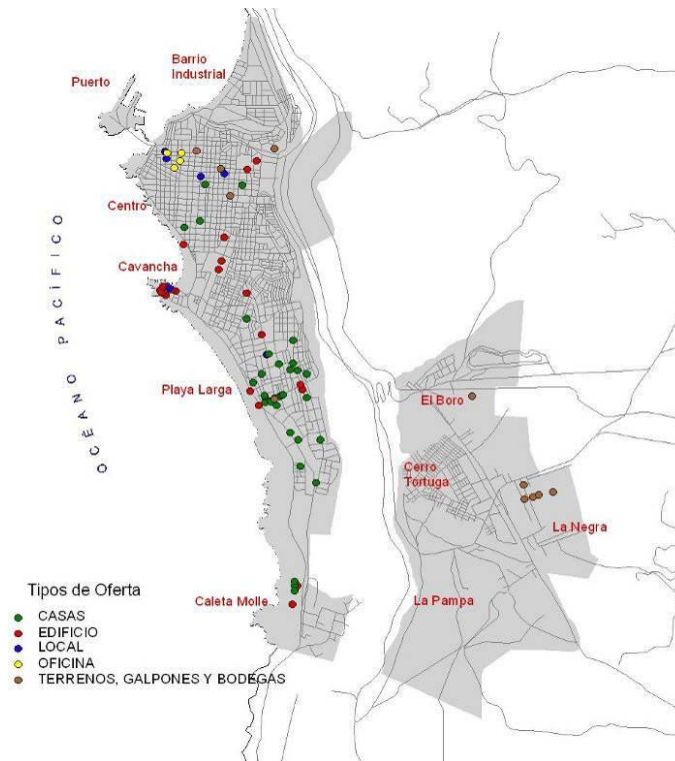 Barrio
Industrial
Puerto
Centro
Cavancha
OCÉANO PACÍFICO
Playa Larga
El Boro
Cerro
Tortuga
La Negra
Caleta Molle
La Pampa
Tipos de Oferta
CASAS
EDIFICIO
LOCAL
OFICINA
TERRENOS, GALPONES Y BODEGAS